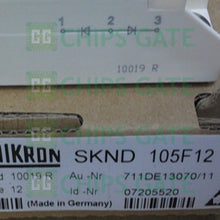 CHIPS GATE
1 2 3
10019 R
MIKRON SKND 105F12
d 10019 R Au-Nr 711DE13070/11
e 12 Id-Nr 07205520
(Made in Germany)